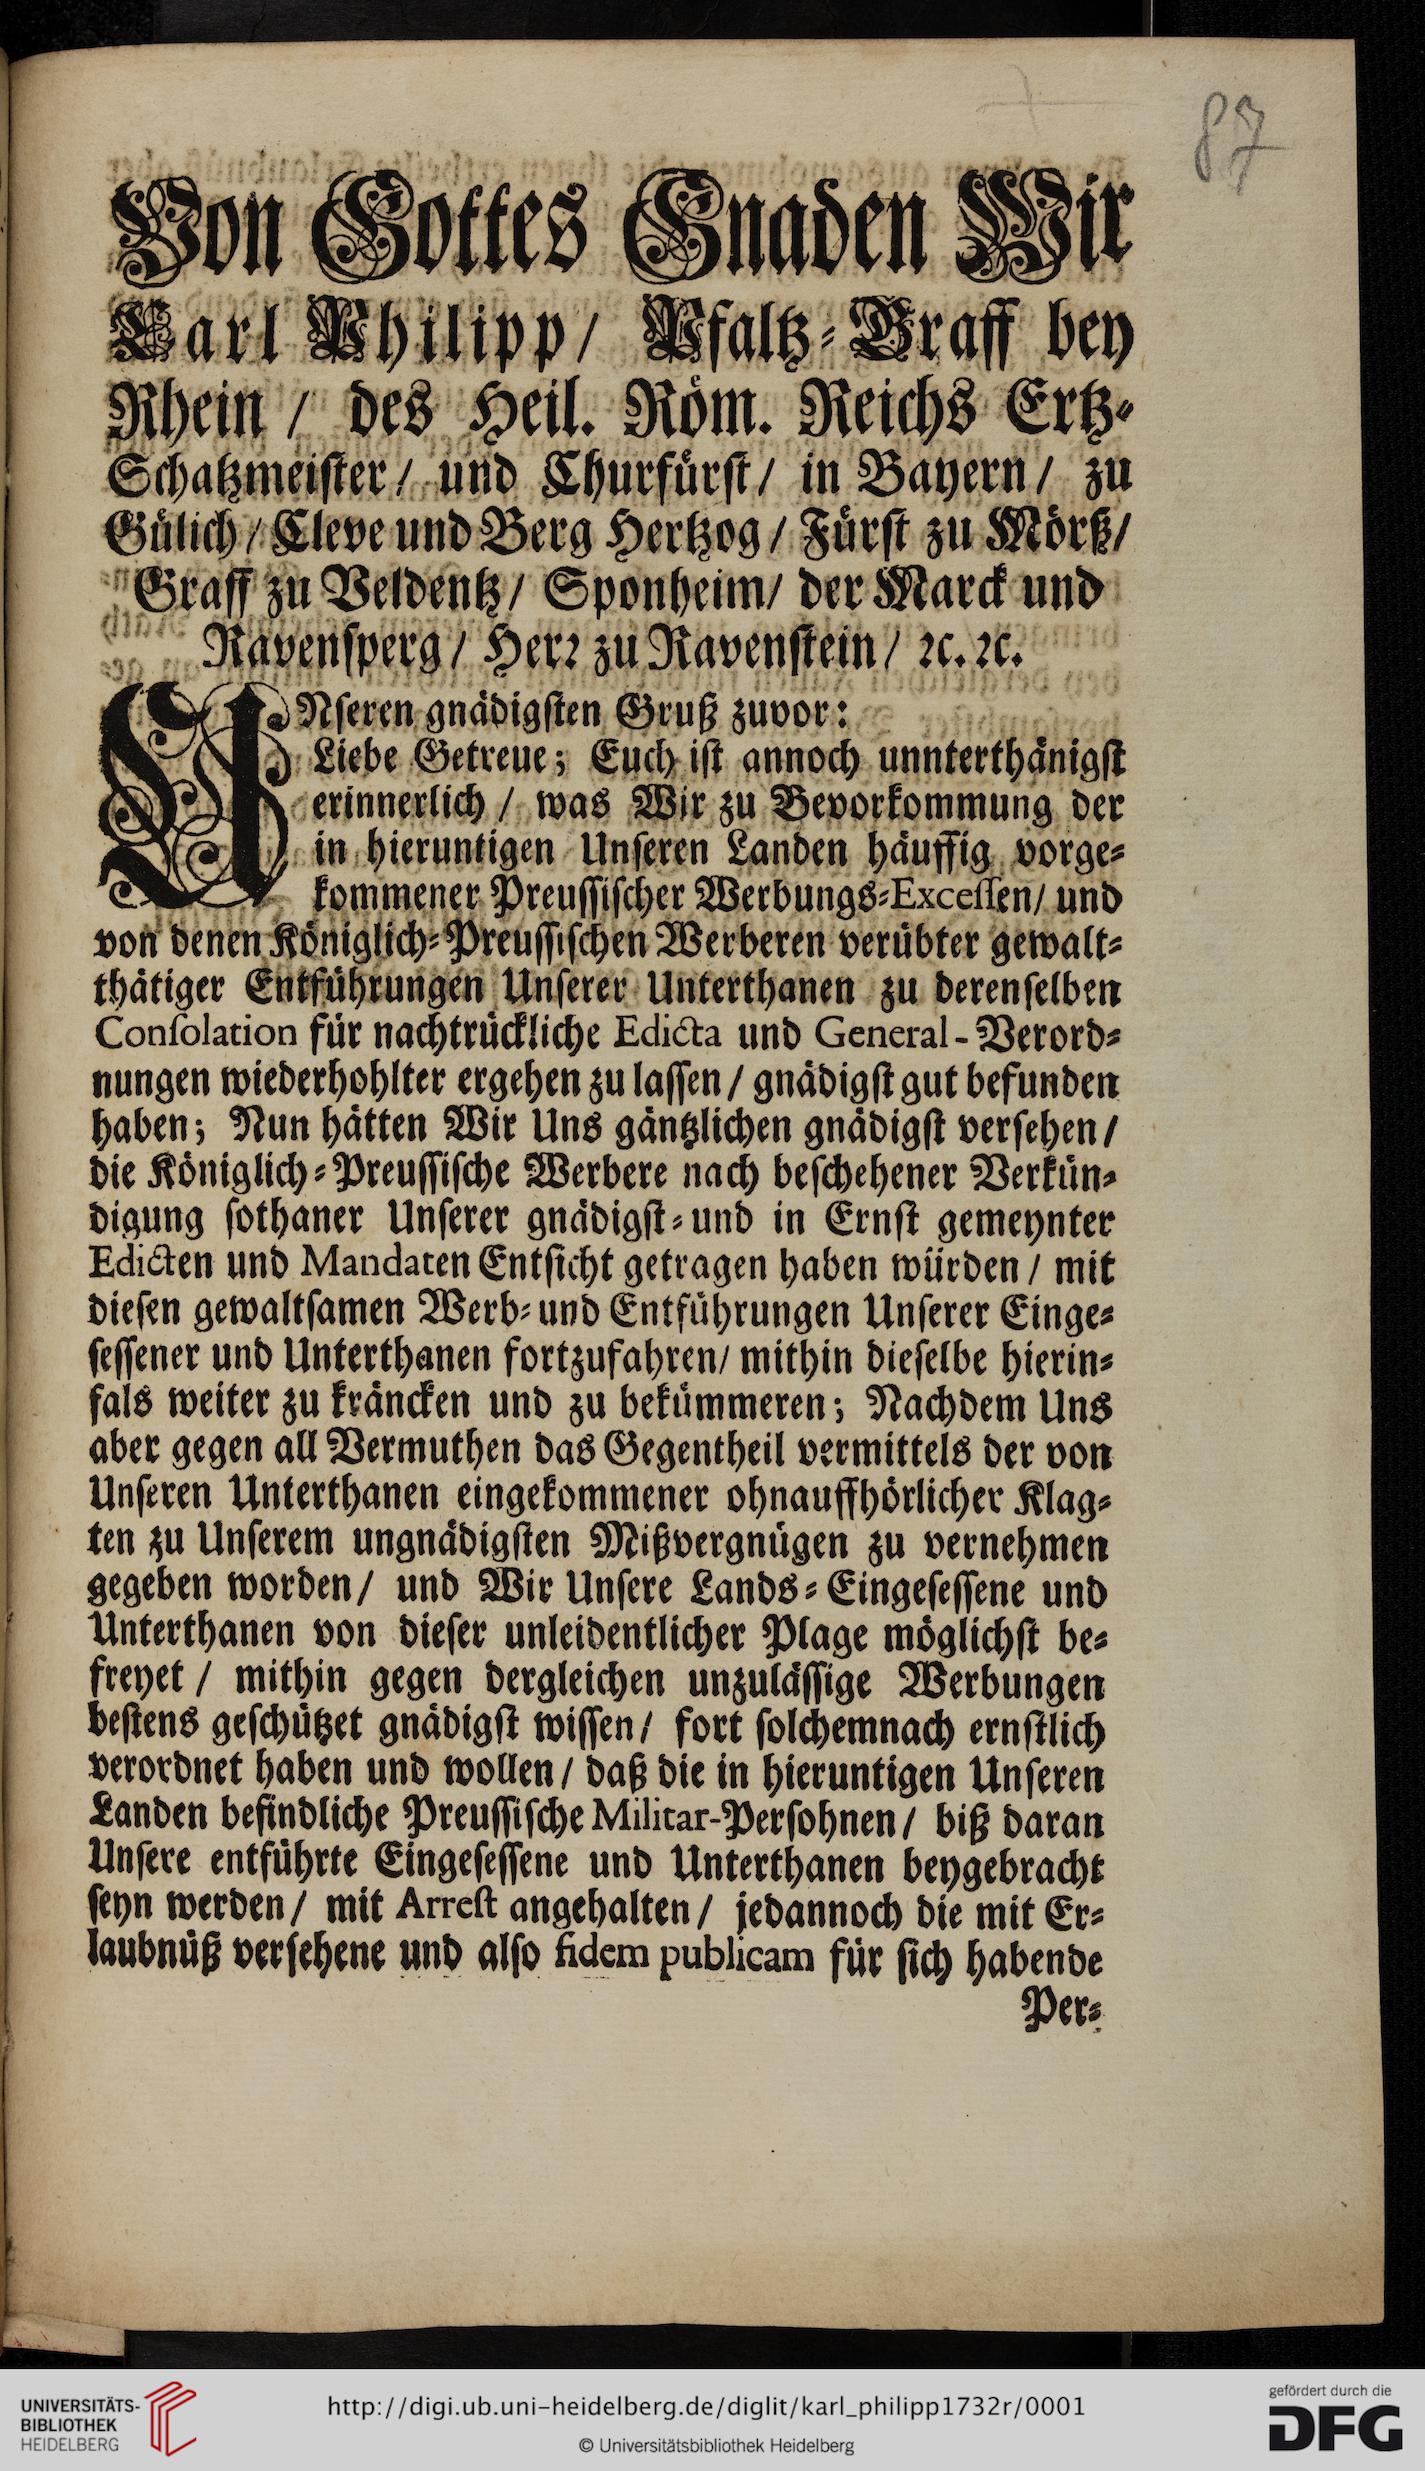 87
Von Gottes Gnaden Wir
Carl Philipp/ Pfaltz-Graff bey
Rhein / des Heil. Röm. Reichs Ertz-
Schatzmeister/ und Churfürst/ in Bayern/ zu
Gülich/ Cleve und Berg Hertzog/ Fürst zu Mörß/
Graff zu Veldentz/ Sponheim/ der Marck und
Ravensperg/ Herr zu Ravenstein/ ꝛc. ꝛc.
UNseren gnädigsten Gruß zuvor:
Liebe Getreue; Euch ist annoch unnterthänigst
erinnerlich / was Wir zu Bevorkommung der
in hieruntigen Unseren Landen häuffig vorge-
kommener Preussischer Werbungs-Excessen/ und
von denen Königlich-Preussischen Werberen verübter gewalt-
thätiger Entführungen Unserer Unterthanen zu derenselben
Consolation für nachtrückliche Edicta und General-Verord-
nungen wiederhohlter ergehen zu lassen / gnädigst gut befunden
haben; Nun hätten Wir Uns gäntzlichen gnädigst versehen/
die Königlich-Preussische Werbere nach beschehener Verkün-
digung sothaner Unserer gnädigst- und in Ernst gemeynter
Edicten und Mandaten Entsicht getragen haben würden / mit
diesen gewaltsamen Werb- und Entführungen Unserer Einge-
sessener und Unterthanen fortzufahren/ mithin dieselbe hierin-
fals weiter zu kräncken und zu bekümmeren; Nachdem Uns
aber gegen all Vermuthen das Gegentheil vermittels der von
Unseren Unterthanen eingekommener ohnauffhörlicher Klag-
ten zu Unserem ungnädigsten Mißvergnügen zu vernehmen
gegeben worden/ und Wir Unsere Lands-Eingesessene und
Unterthanen von dieser unleidentlicher Plage möglichst be-
freyet / mithin gegen dergleichen unzulässige Werbungen
bestens geschützet gnädigst wissen/ fort solchemnach ernstlich
verordnet haben und wollen / daß die in hieruntigen Unseren
Landen befindliche Preussische Militar-Persohnen / biß daran
Unsere entführte Eingesessene und Unterthanen beygebracht
seyn werden/ mit Arrest angehalten/ jedannoch die mit Er-
laubnüß versehene und also fidem publicam für sich habende
Per-
UNIVERSITÄTS-
BIBLIOTHEK
HEIDELBERG
http://digi.ub.uni-heidelberg.de/diglit/karl_philipp1732r/0001
© Universitätsbibliothek Heidelberg
gefördert durch die
DFG